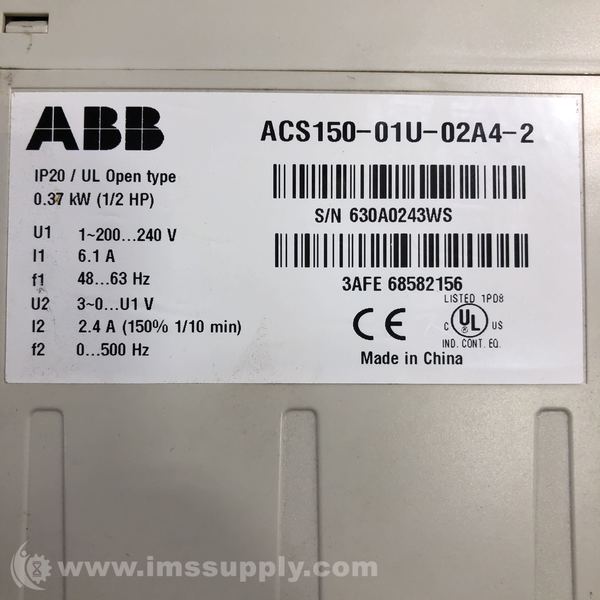 ABB
ACS150-01U-02A4-2
IP20 / UL Open type
0.37 kW (1/2 HP)
S/N 630A0243WS
U1 1~200...240 V
I1 6.1 A
f1 48...63 Hz
U2 3~0...U1 V
I2 2.4 A (150% 1/10 min)
f2 0...500 Hz
3AFE 68582156
LISTED 1PD8
CE
C UL US
IND. CONT. EQ.
Made in China
www.imssupply.com